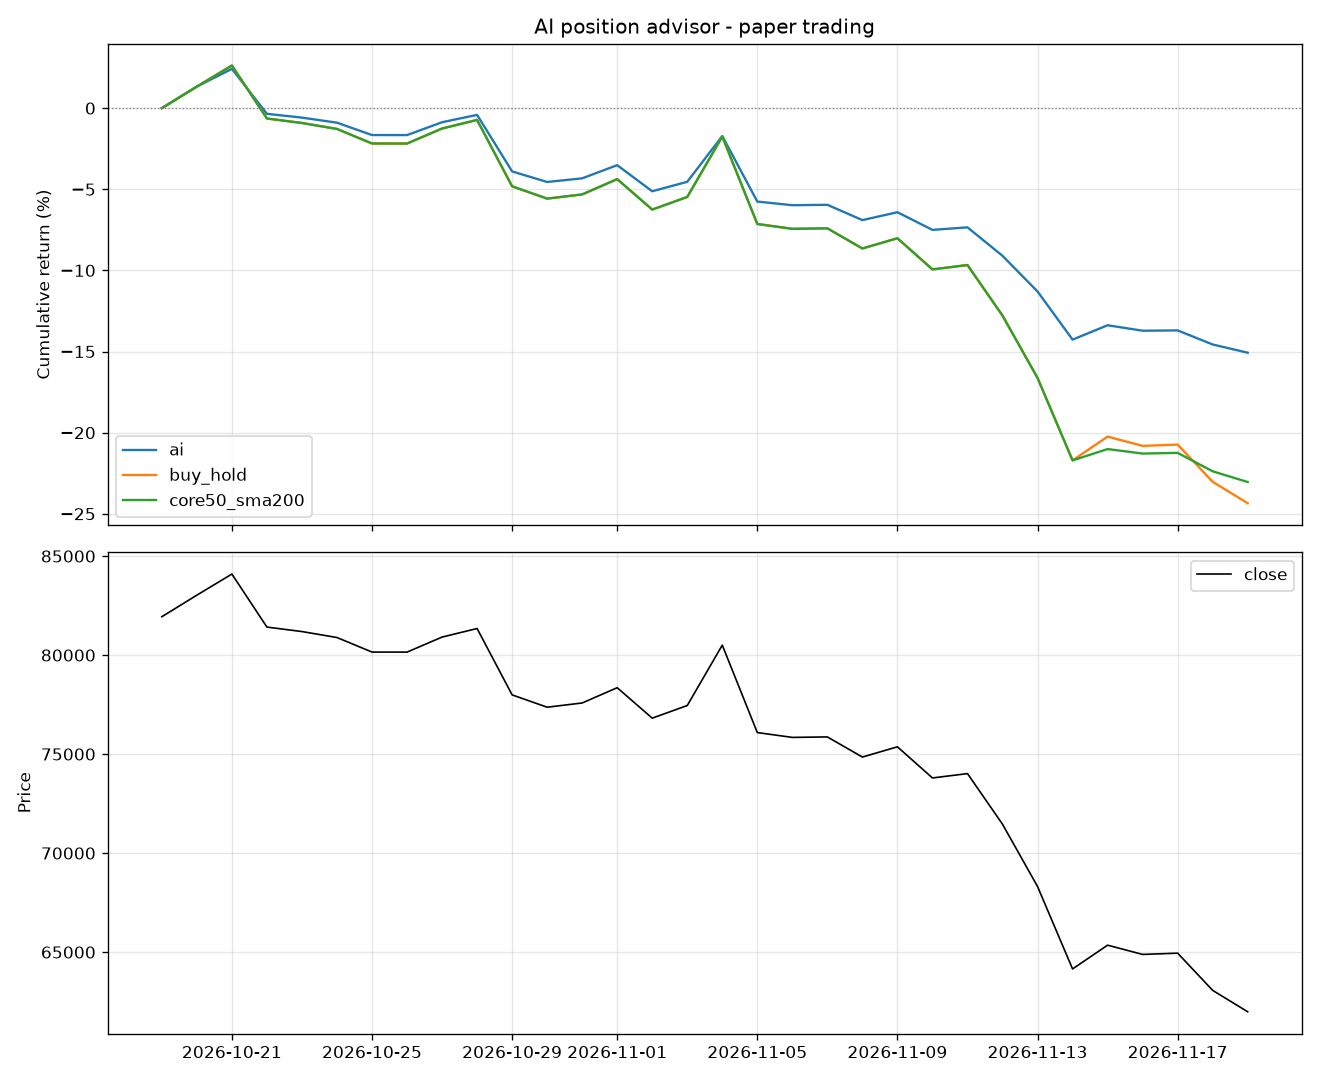 AI position advisor - paper trading
Cumulative return (%)
0
−5
−10
−15
−20
−25
ai
buy_hold
core50_sma200
Price
85000
80000
75000
70000
65000
close
2026-10-21 2026-10-25 2026-10-29 2026-11-01 2026-11-05 2026-11-09 2026-11-13 2026-11-17